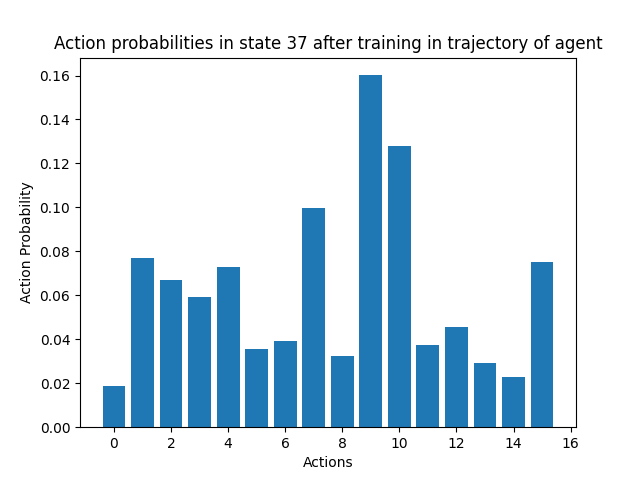 Action probabilities in state 37 after training in trajectory of agent
0.16
0.14
0.12
0.10
0.08
0.06
0.04
0.02
0.00
Action Probability
0 2 4 6 8 10 12 14 16
Actions